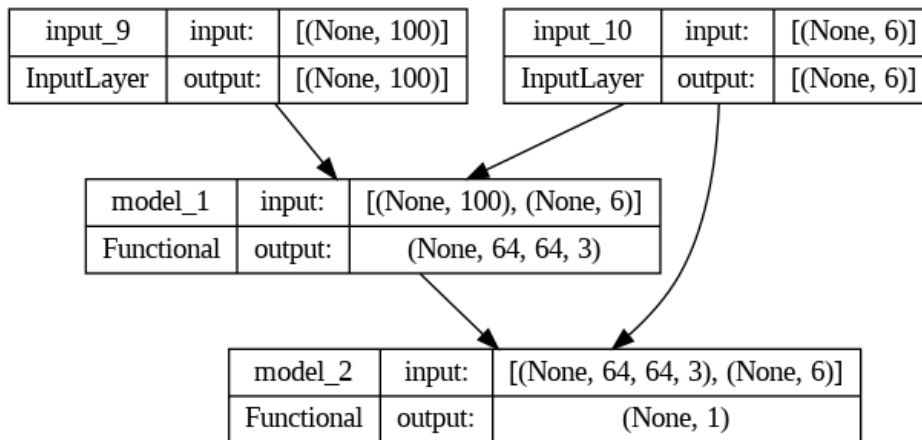 input_9 input: [(None, 100)]
InputLayer output: [(None, 100)]
input_10 input: [(None, 6)]
InputLayer output: [(None, 6)]
model_1 input: [(None, 100), (None, 6)]
Functional output: (None, 64, 64, 3)
model_2 input: [(None, 64, 64, 3), (None, 6)]
Functional output: (None, 1)